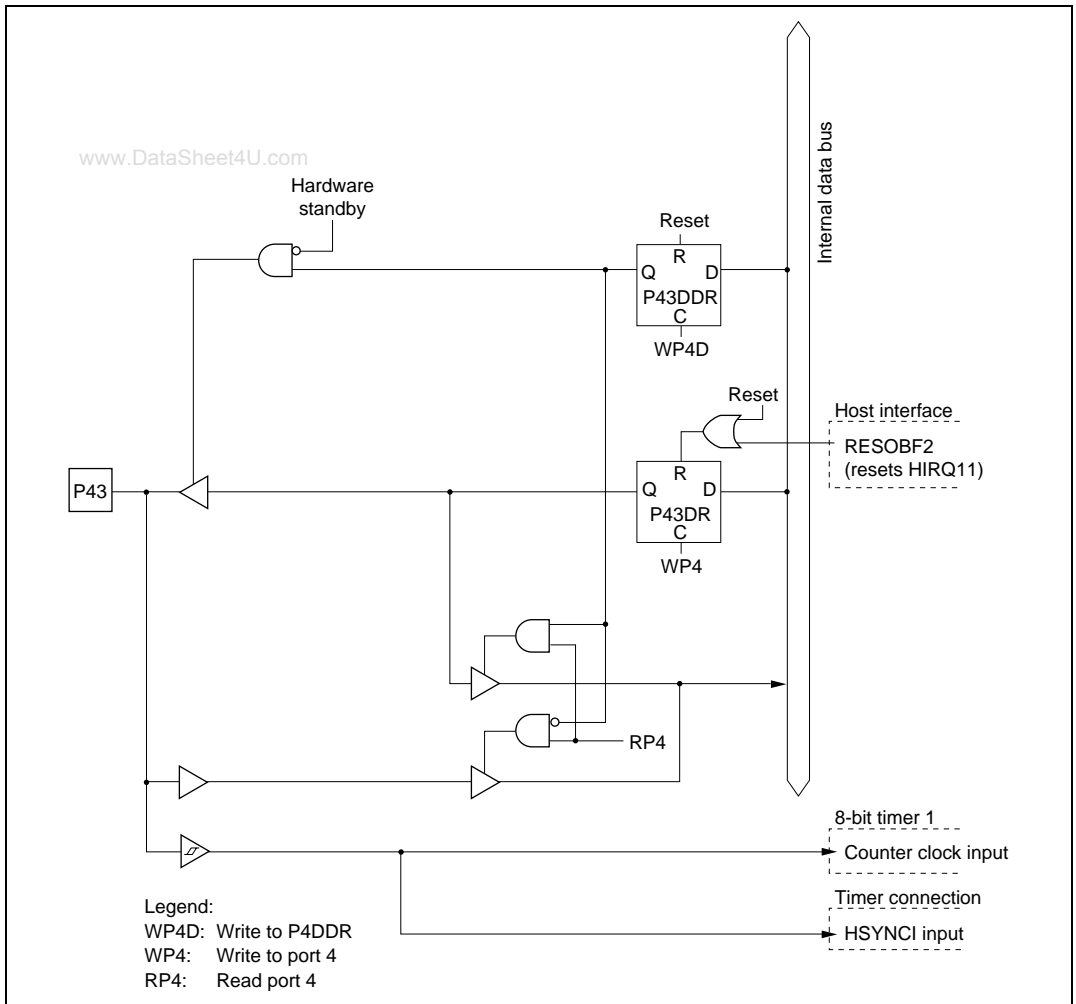 www.DataSheet4U.com
Hardware
standby
Reset
R
Q D
P43DDR
C
WP4D
Internal data bus
Reset
Host interface
RESOBF2
(resets HIRQ11)
R
P43
Q D
P43DR
C
WP4
RP4
8-bit timer 1
Counter clock input
Timer connection
HSYNCI input
Legend:
WP4D: Write to P4DDR
WP4: Write to port 4
RP4: Read port 4